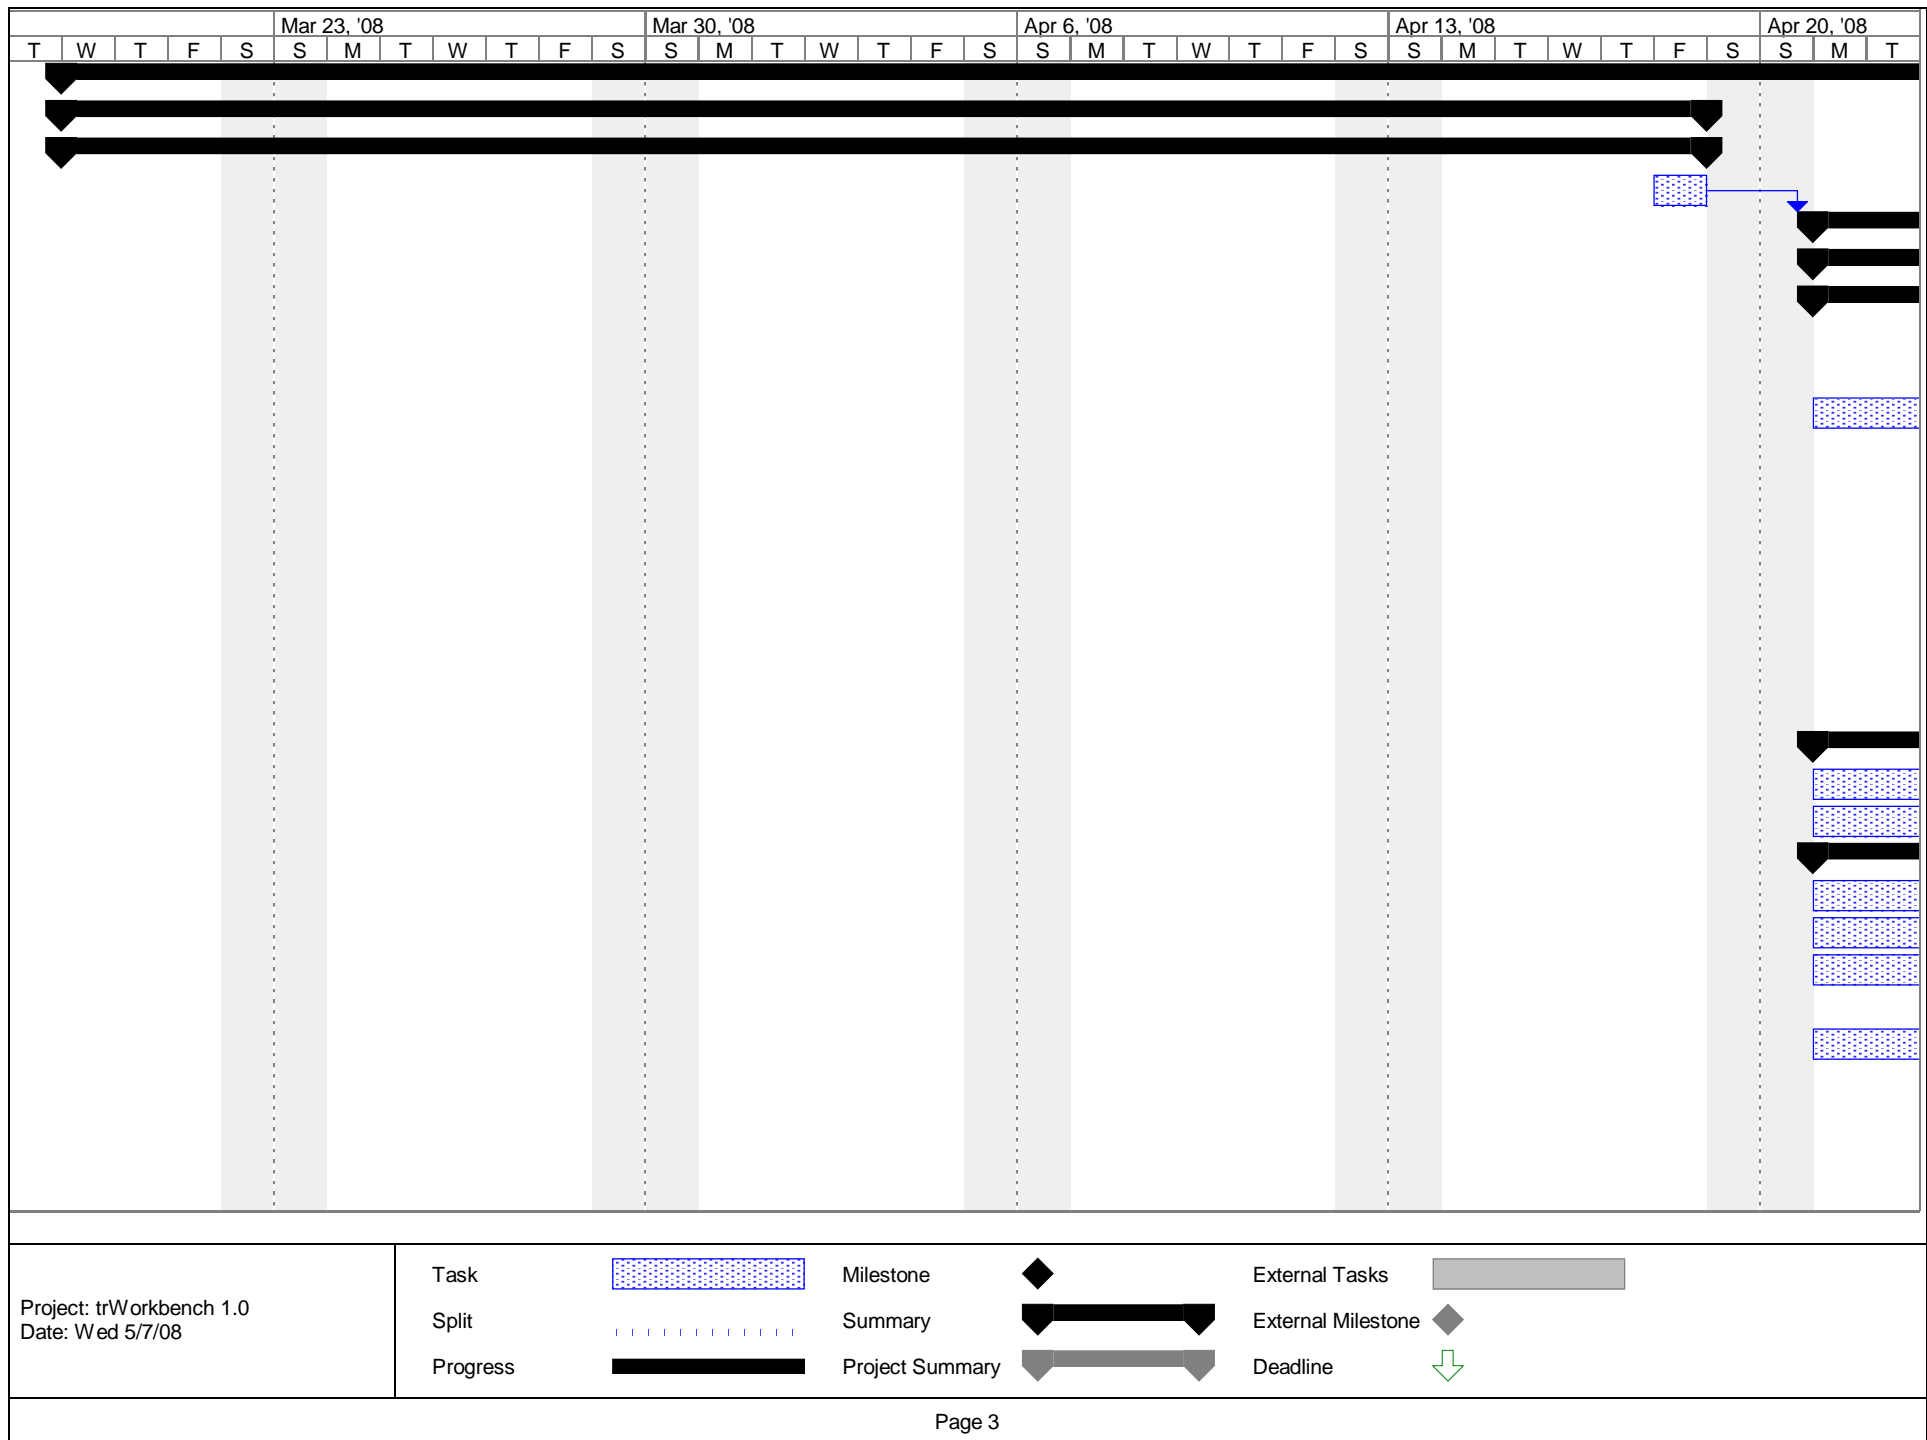 Mar 23, '08 Mar 30, '08 Apr 6, '08 Apr 13, '08 Apr 20, '08
T W T F S S M T W T F S S M T W T F S S M T W T F S S M T W T F S S M T
Project: trWorkbench 1.0
Date: Wed 5/7/08
Task Milestone External Tasks
Split Summary External Milestone
Progress Project Summary Deadline
Page 3